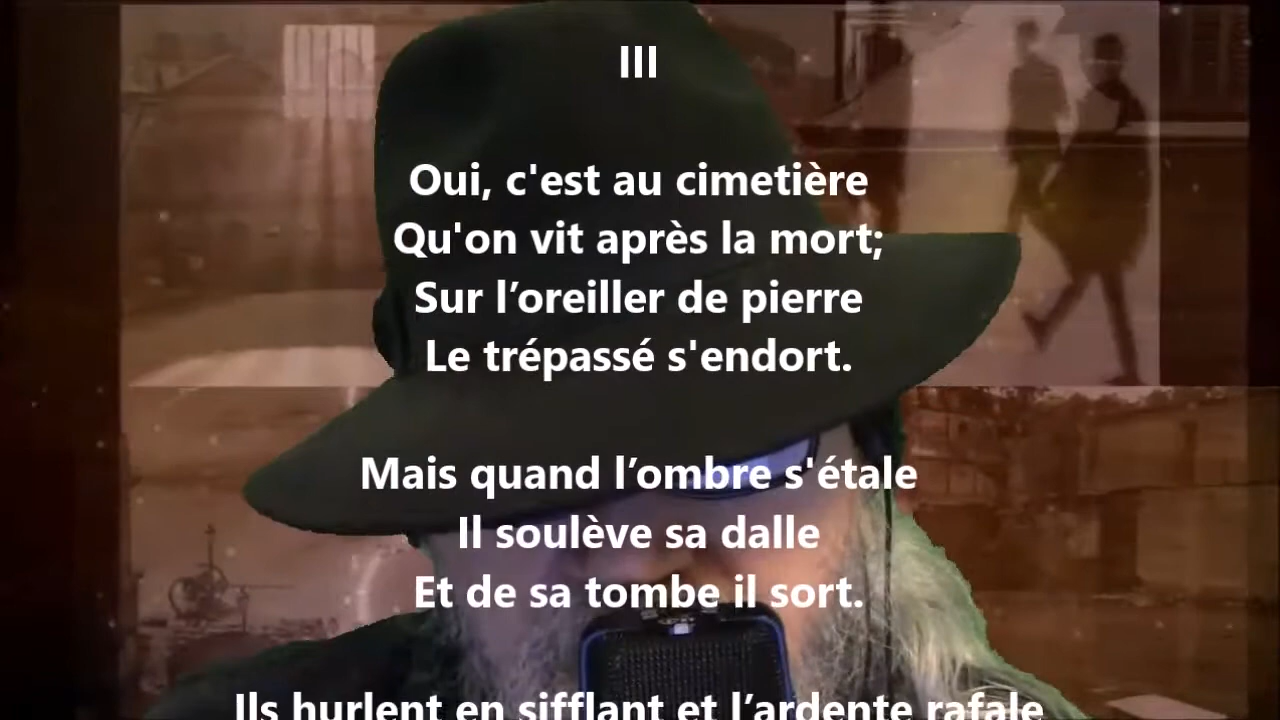 III
Oui, c'est au cimetière
Qu'on vit après la mort;
Sur l’oreiller de pierre
Le trépassé s'endort.
Mais quand l’ombre s'étale
Il soulève sa dalle
Et de sa tombe il sort.
Ils hurlent en sifflant et l’ardente rafale